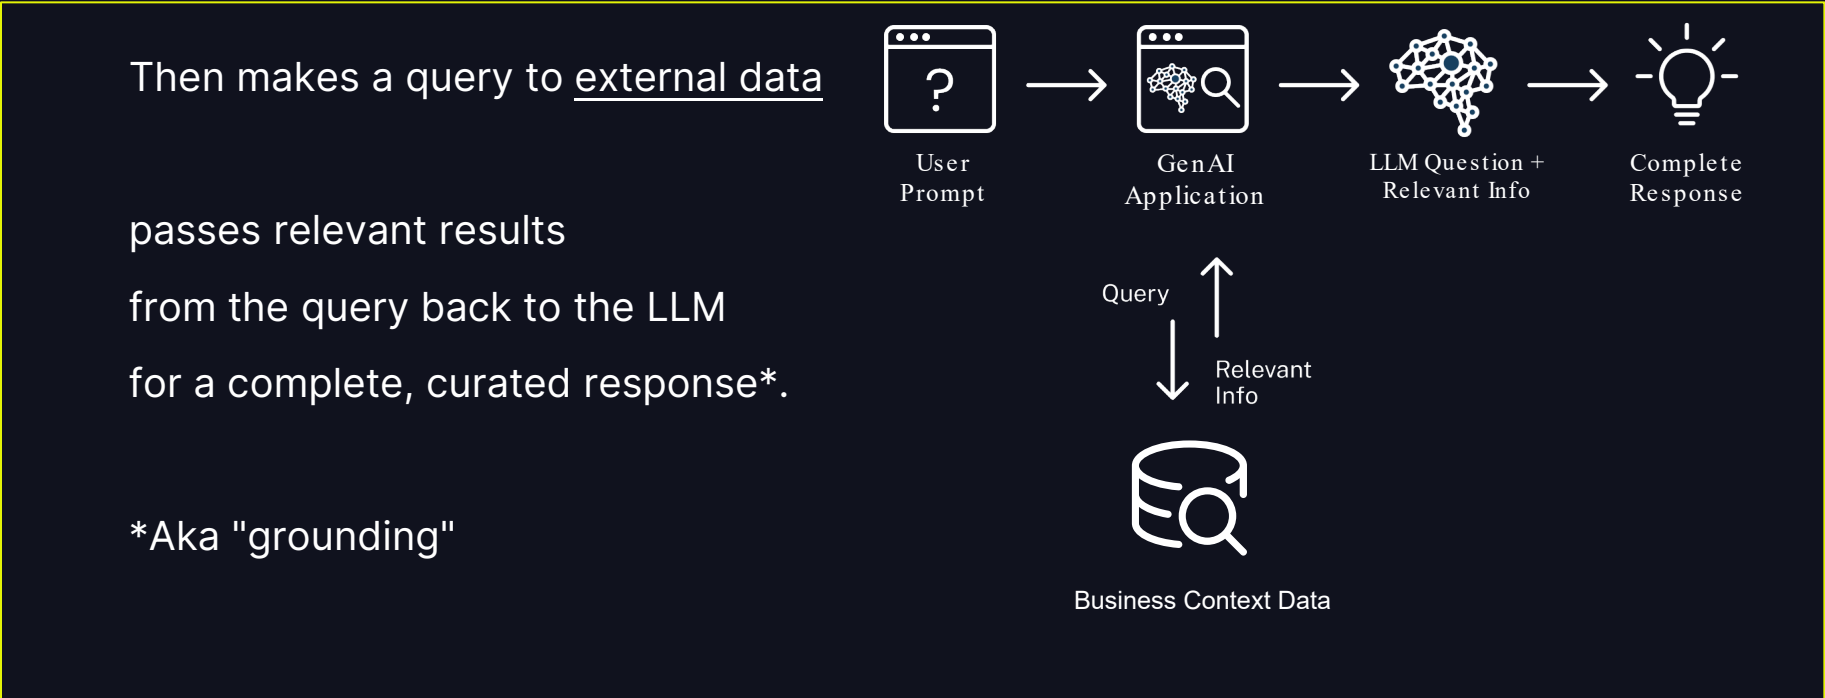 Then makes a query to external data
passes relevant results
from the query back to the LLM
for a complete, curated response*.
*Aka "grounding"
?
User
Prompt
GenAI
Application
LLM Question +
Relevant Info
Complete
Response
Query
Relevant
Info
Business Context Data